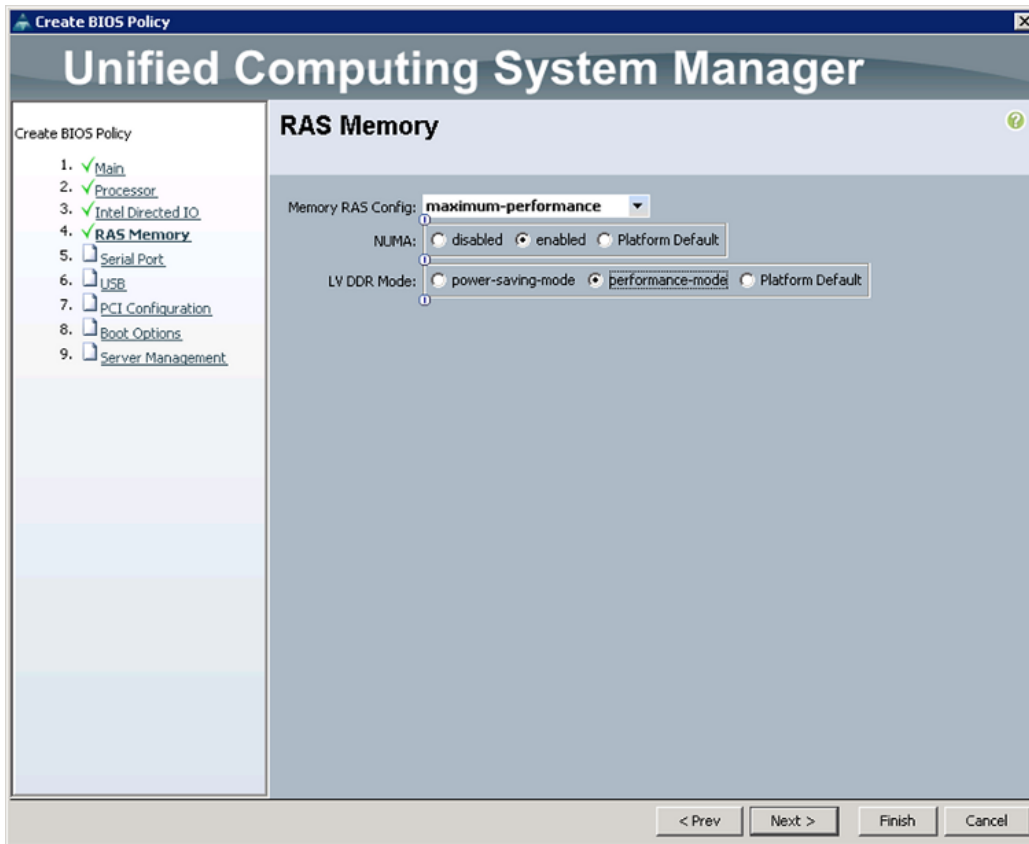 Create BIOS Policy
Unified Computing System Manager
Create BIOS Policy
1. Main
2. Processor
3. Intel Directed IO
4. RAS Memory
5. Serial Port
6. USB
7. PCI Configuration
8. Boot Options
9. Server Management
RAS Memory
Memory RAS Config: maximum-performance
NUMA: disabled enabled Platform Default
LV DDR Mode: power-saving-mode performance-mode Platform Default
< Prev Next > Finish Cancel